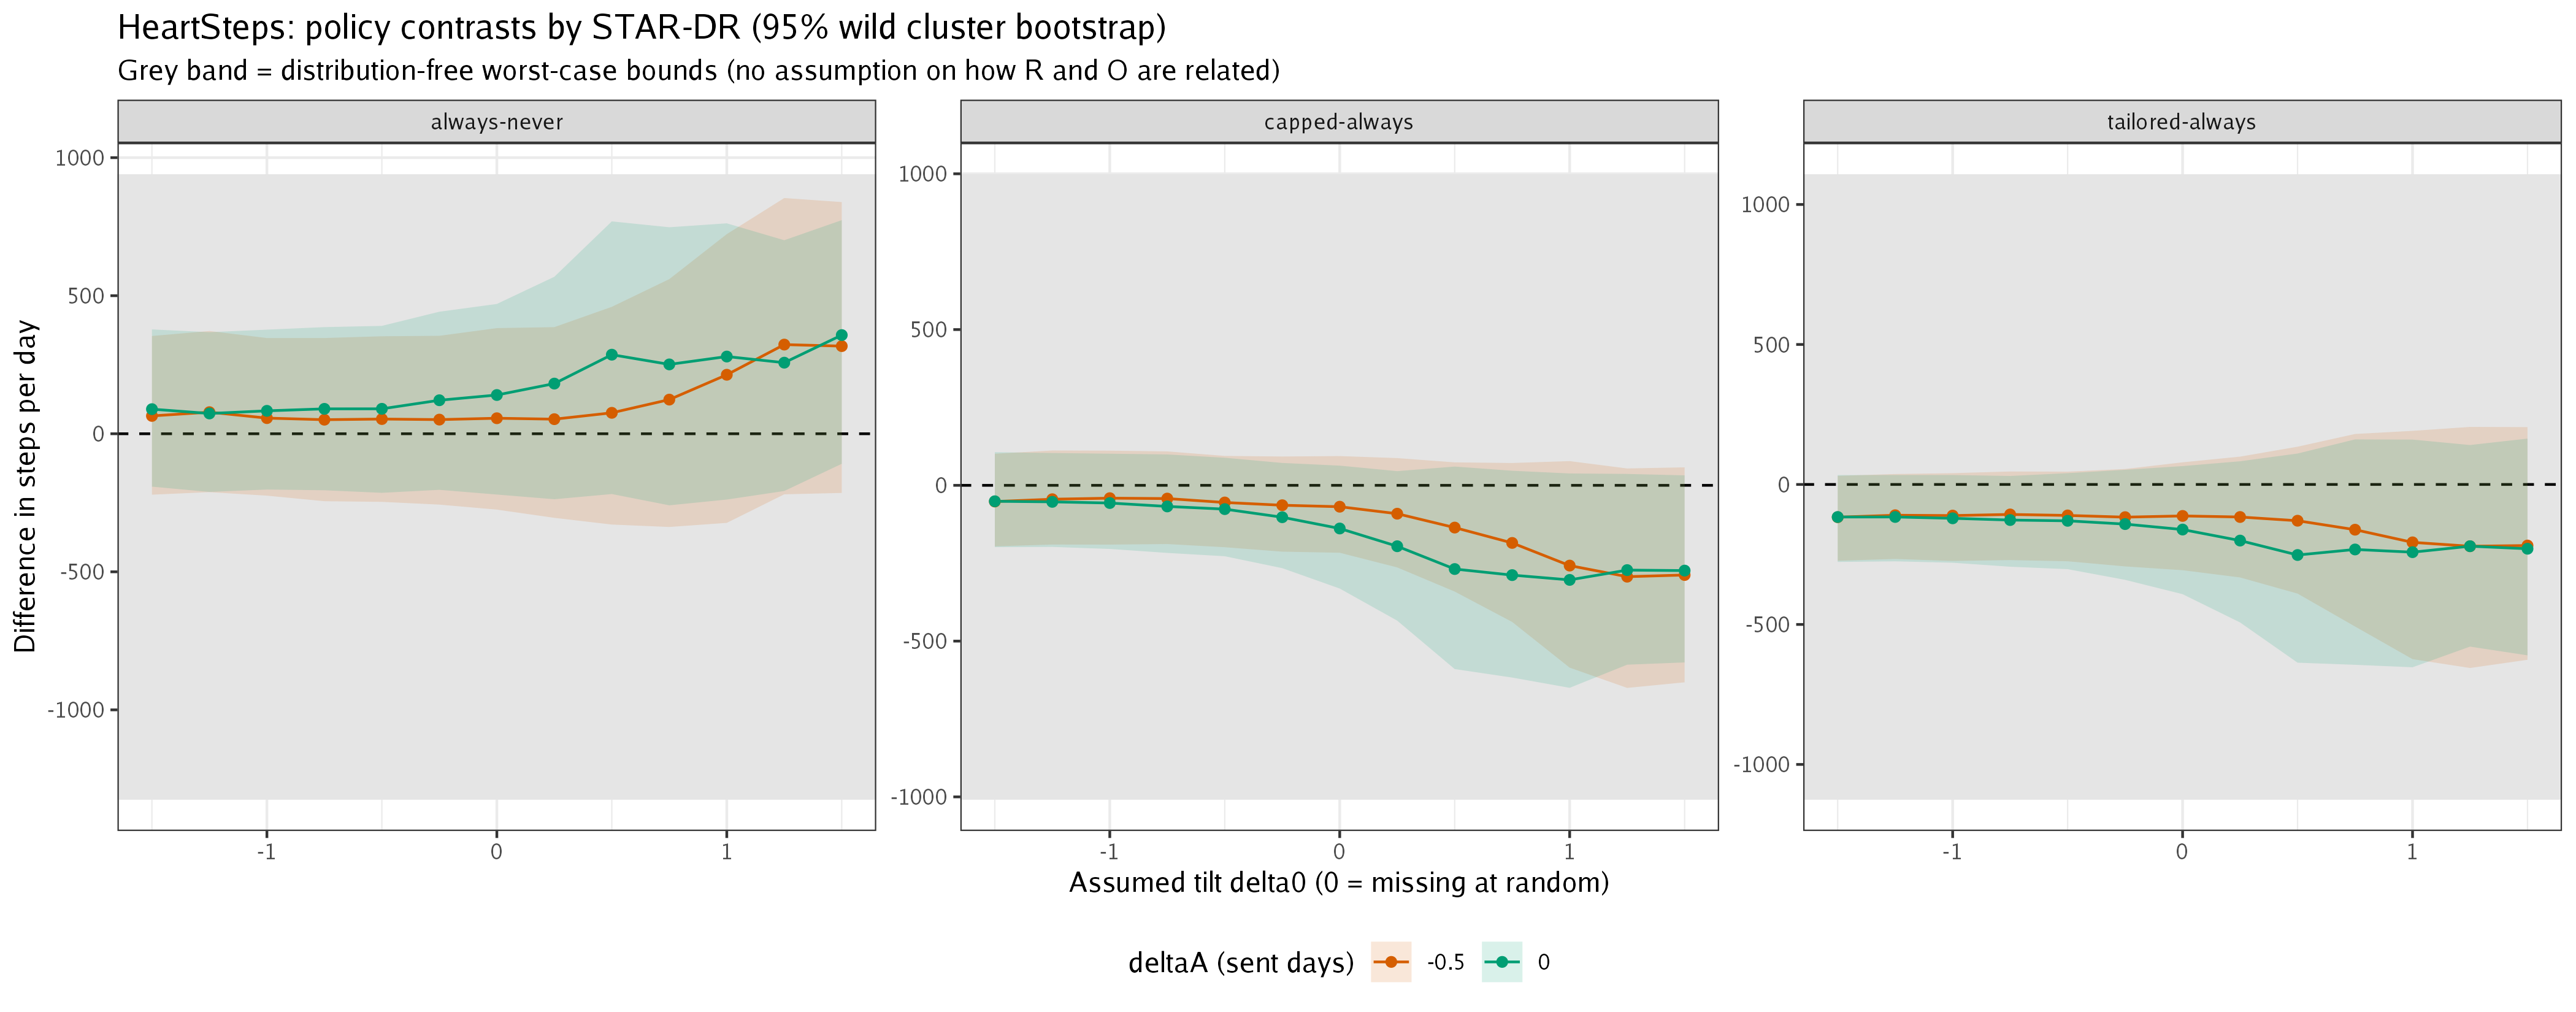 HeartSteps: policy contrasts by STAR-DR (95% wild cluster bootstrap)
Grey band = distribution-free worst-case bounds (no assumption on how R and O are related)
always-never
capped-always
tailored-always
Difference in steps per day
1000
500
0
-500
-1000
1000
500
0
-500
-1000
1000
500
0
-500
-1000
-1 0 1
-1 0 1
-1 0 1
Assumed tilt delta0 (0 = missing at random)
deltaA (sent days) -0.5 0